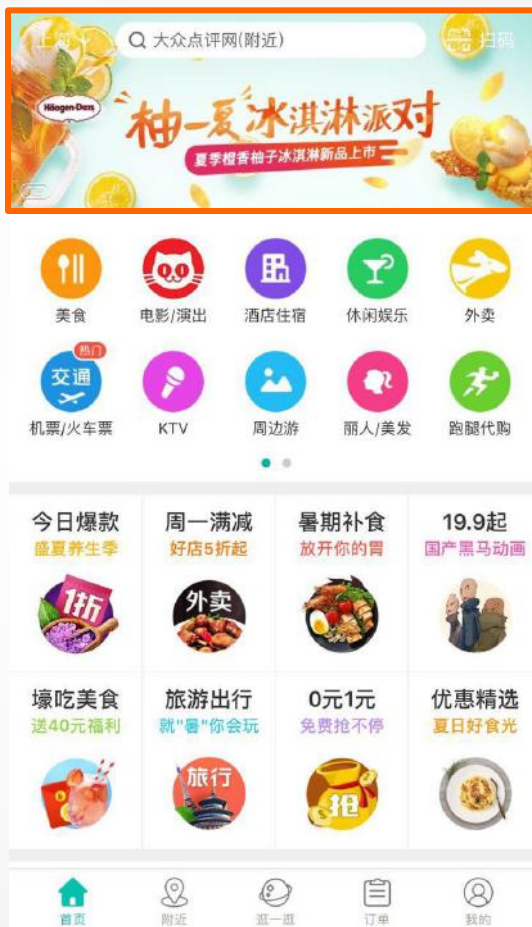 上海
大众点评网(附近)
扫码
Häagen-Dazs
柚一夏冰淇淋派对
夏季橙香柚子冰淇淋新品上市
美食
电影/演出
酒店住宿
休闲娱乐
外卖
热门
交通
机票/火车票
KTV
周边游
丽人/美发
跑腿代购
今日爆款
周一满减
暑期补食
19.9起
盛夏养生季
好店5折起
放开你的胃
国产黑马动画
1折
外卖
壕吃美食
旅游出行
0元1元
优惠精选
送40元福利
就"暑"你会玩
免费抢不停
夏日好食光
旅行
抢
首页
附近
逛一逛
订单
我的